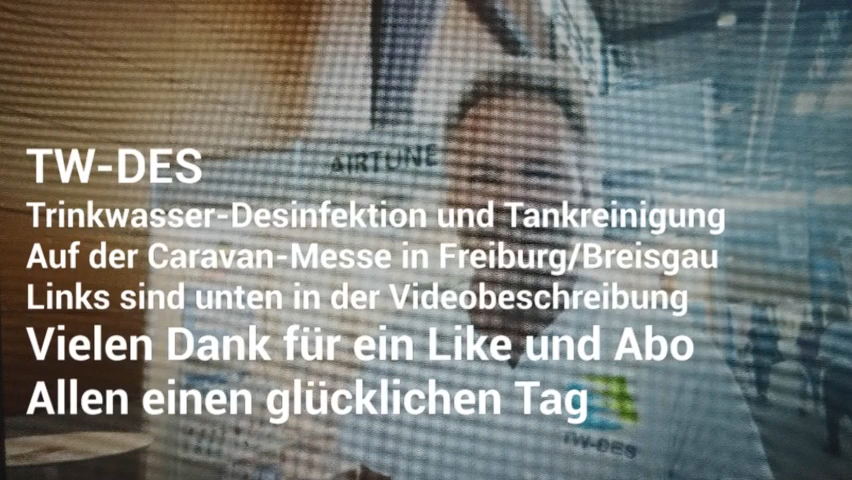 AIRTUNE
TW-DES
Trinkwasser-Desinfektion und Tankreinigung
Auf der Caravan-Messe in Freiburg/Breisgau
Links sind unten in der Videobeschreibung
Vielen Dank für ein Like und Abo
Allen einen glücklichen Tag
TW-DES